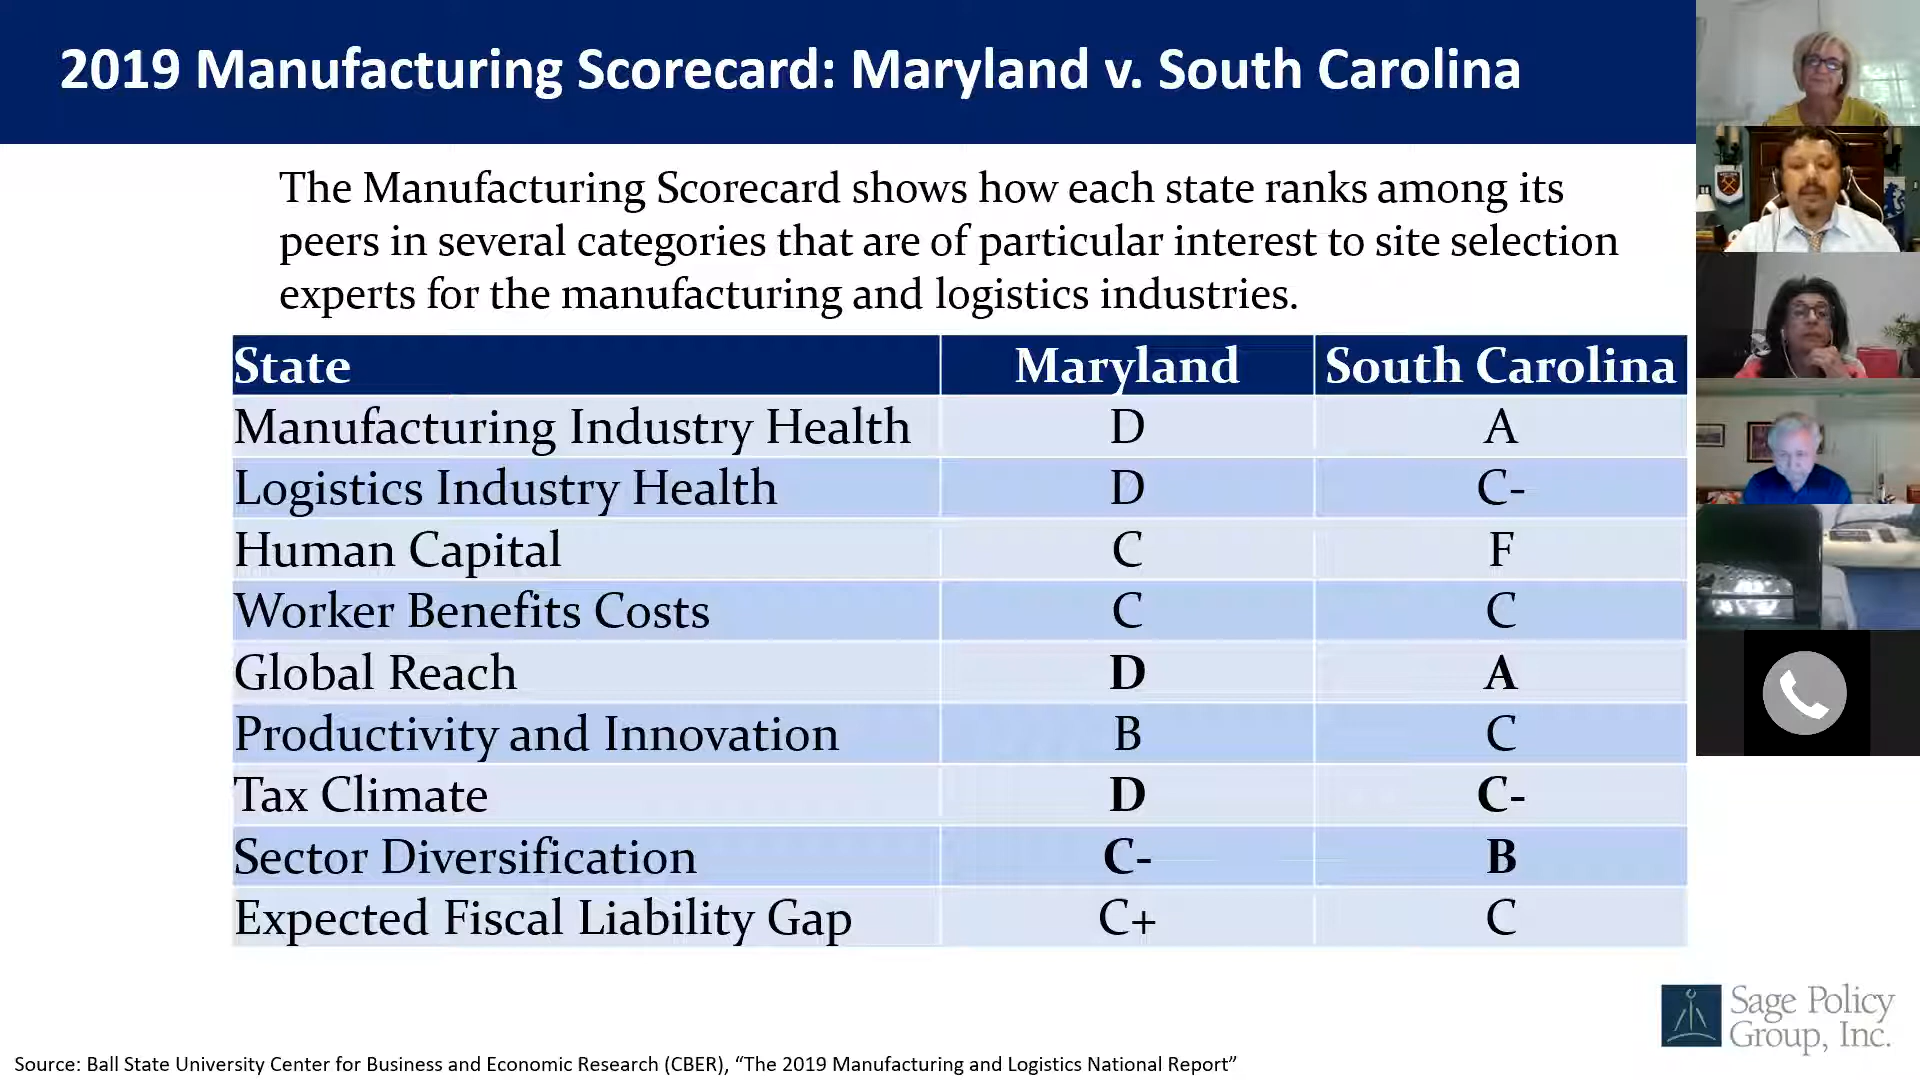 2019 Manufacturing Scorecard: Maryland v. South Carolina
The Manufacturing Scorecard shows how each state ranks among its
peers in several categories that are of particular interest to site selection
experts for the manufacturing and logistics industries.
State Maryland South Carolina
Manufacturing Industry Health D A
Logistics Industry Health D C-
Human Capital C F
Worker Benefits Costs C C
Global Reach D A
Productivity and Innovation B C
Tax Climate D C-
Sector Diversification C- B
Expected Fiscal Liability Gap C+ C
Sage Policy
Group, Inc.
Source: Ball State University Center for Business and Economic Research (CBER), “The 2019 Manufacturing and Logistics National Report”